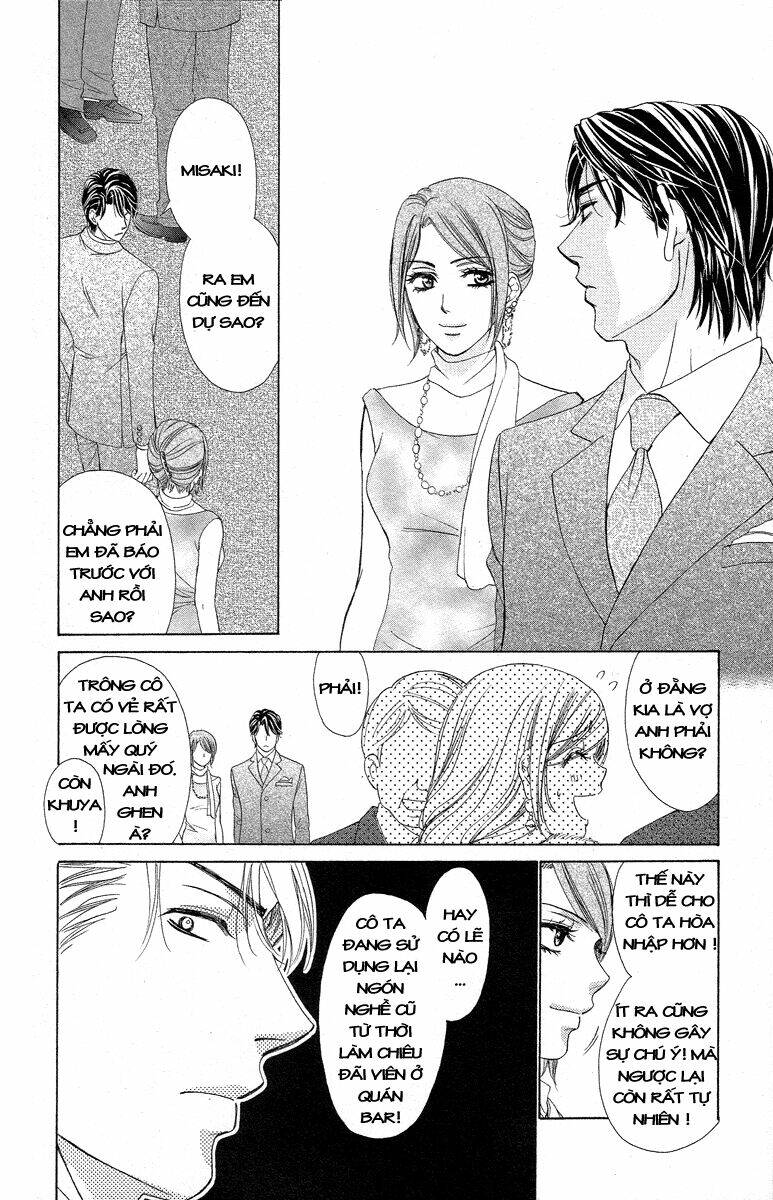 MISAKI!
RA EM
CŨNG ĐẾN
DỰ SAO?
CHẲNG PHẢI
EM ĐÃ BÁO
TRƯỚC VỚI
ANH RỒI
SAO?
Ở ĐẰNG
KIA LÀ VỢ
ANH PHẢI
KHÔNG?
PHẢI!
TRÔNG CÔ
TA CÓ VẺ RẤT
ĐƯỢC LÒNG
MẤY QUÝ
NGÀI ĐÓ.
ANH
GHEN
À?
CÒN
KHUYA
!
THẾ NÀY
THÌ DỄ CHO
CÔ TA HÒA
NHẬP HƠN !
ÍT RA CŨNG
KHÔNG GÂY
SỰ CHÚ Ý! MÀ
NGƯỢC LẠI
CÒN RẤT TỰ
NHIÊN !
HAY
CÓ LẼ
NÀO
...
CÔ TA
ĐANG SỬ
DỤNG LẠI
NGÓN
NGHỀ CŨ
TỪ THỜI
LÀM CHIÊU
ĐÃI VIÊN Ở
QUÁN
BAR!